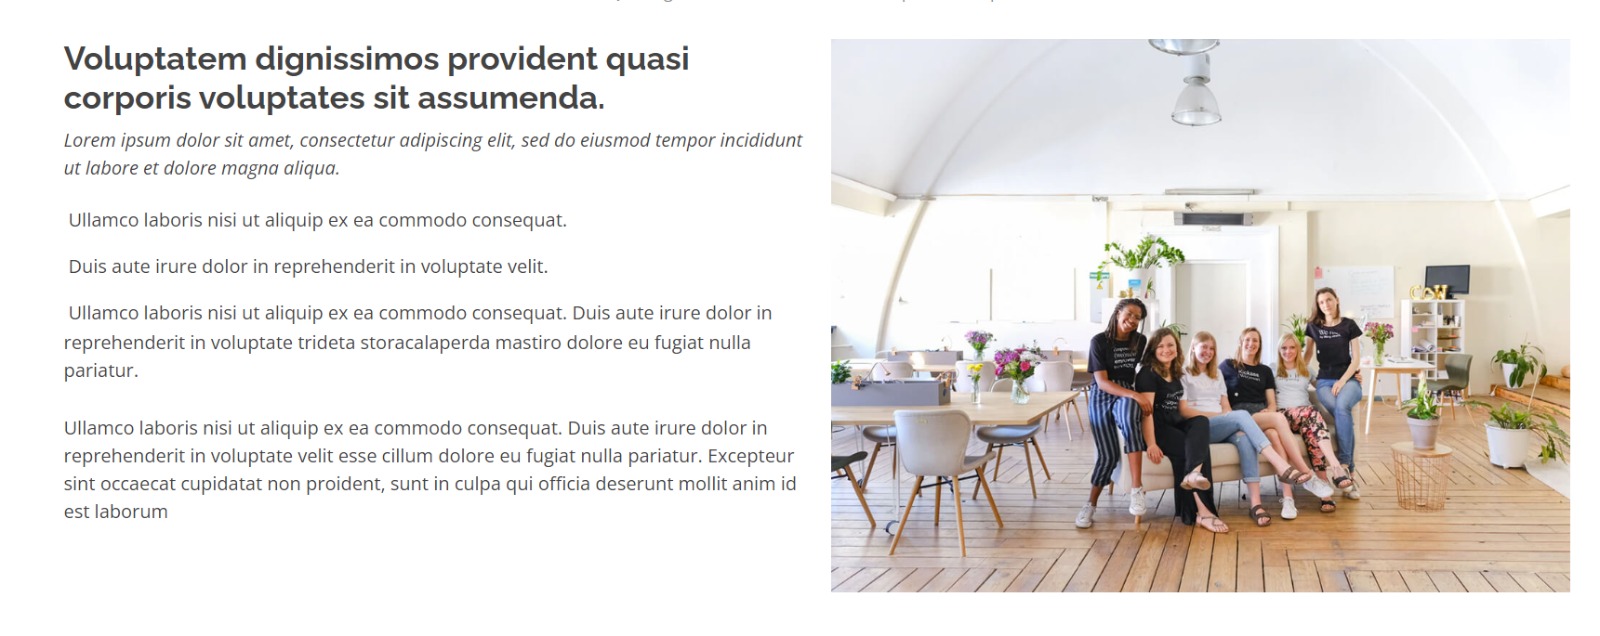 Voluptatem dignissimos provident quasi
corporis voluptates sit assumenda.
Lorem ipsum dolor sit amet, consectetur adipiscing elit, sed do eiusmod tempor incididunt
ut labore et dolore magna aliqua.
Ullamco laboris nisi ut aliquip ex ea commodo consequat.
Duis aute irure dolor in reprehenderit in voluptate velit.
Ullamco laboris nisi ut aliquip ex ea commodo consequat. Duis aute irure dolor in
reprehenderit in voluptate trideta storacalaperda mastiro dolore eu fugiat nulla
pariatur.
Ullamco laboris nisi ut aliquip ex ea commodo consequat. Duis aute irure dolor in
reprehenderit in voluptate velit esse cillum dolore eu fugiat nulla pariatur. Excepteur
sint occaecat cupidatat non proident, sunt in culpa qui officia deserunt mollit anim id
est laborum